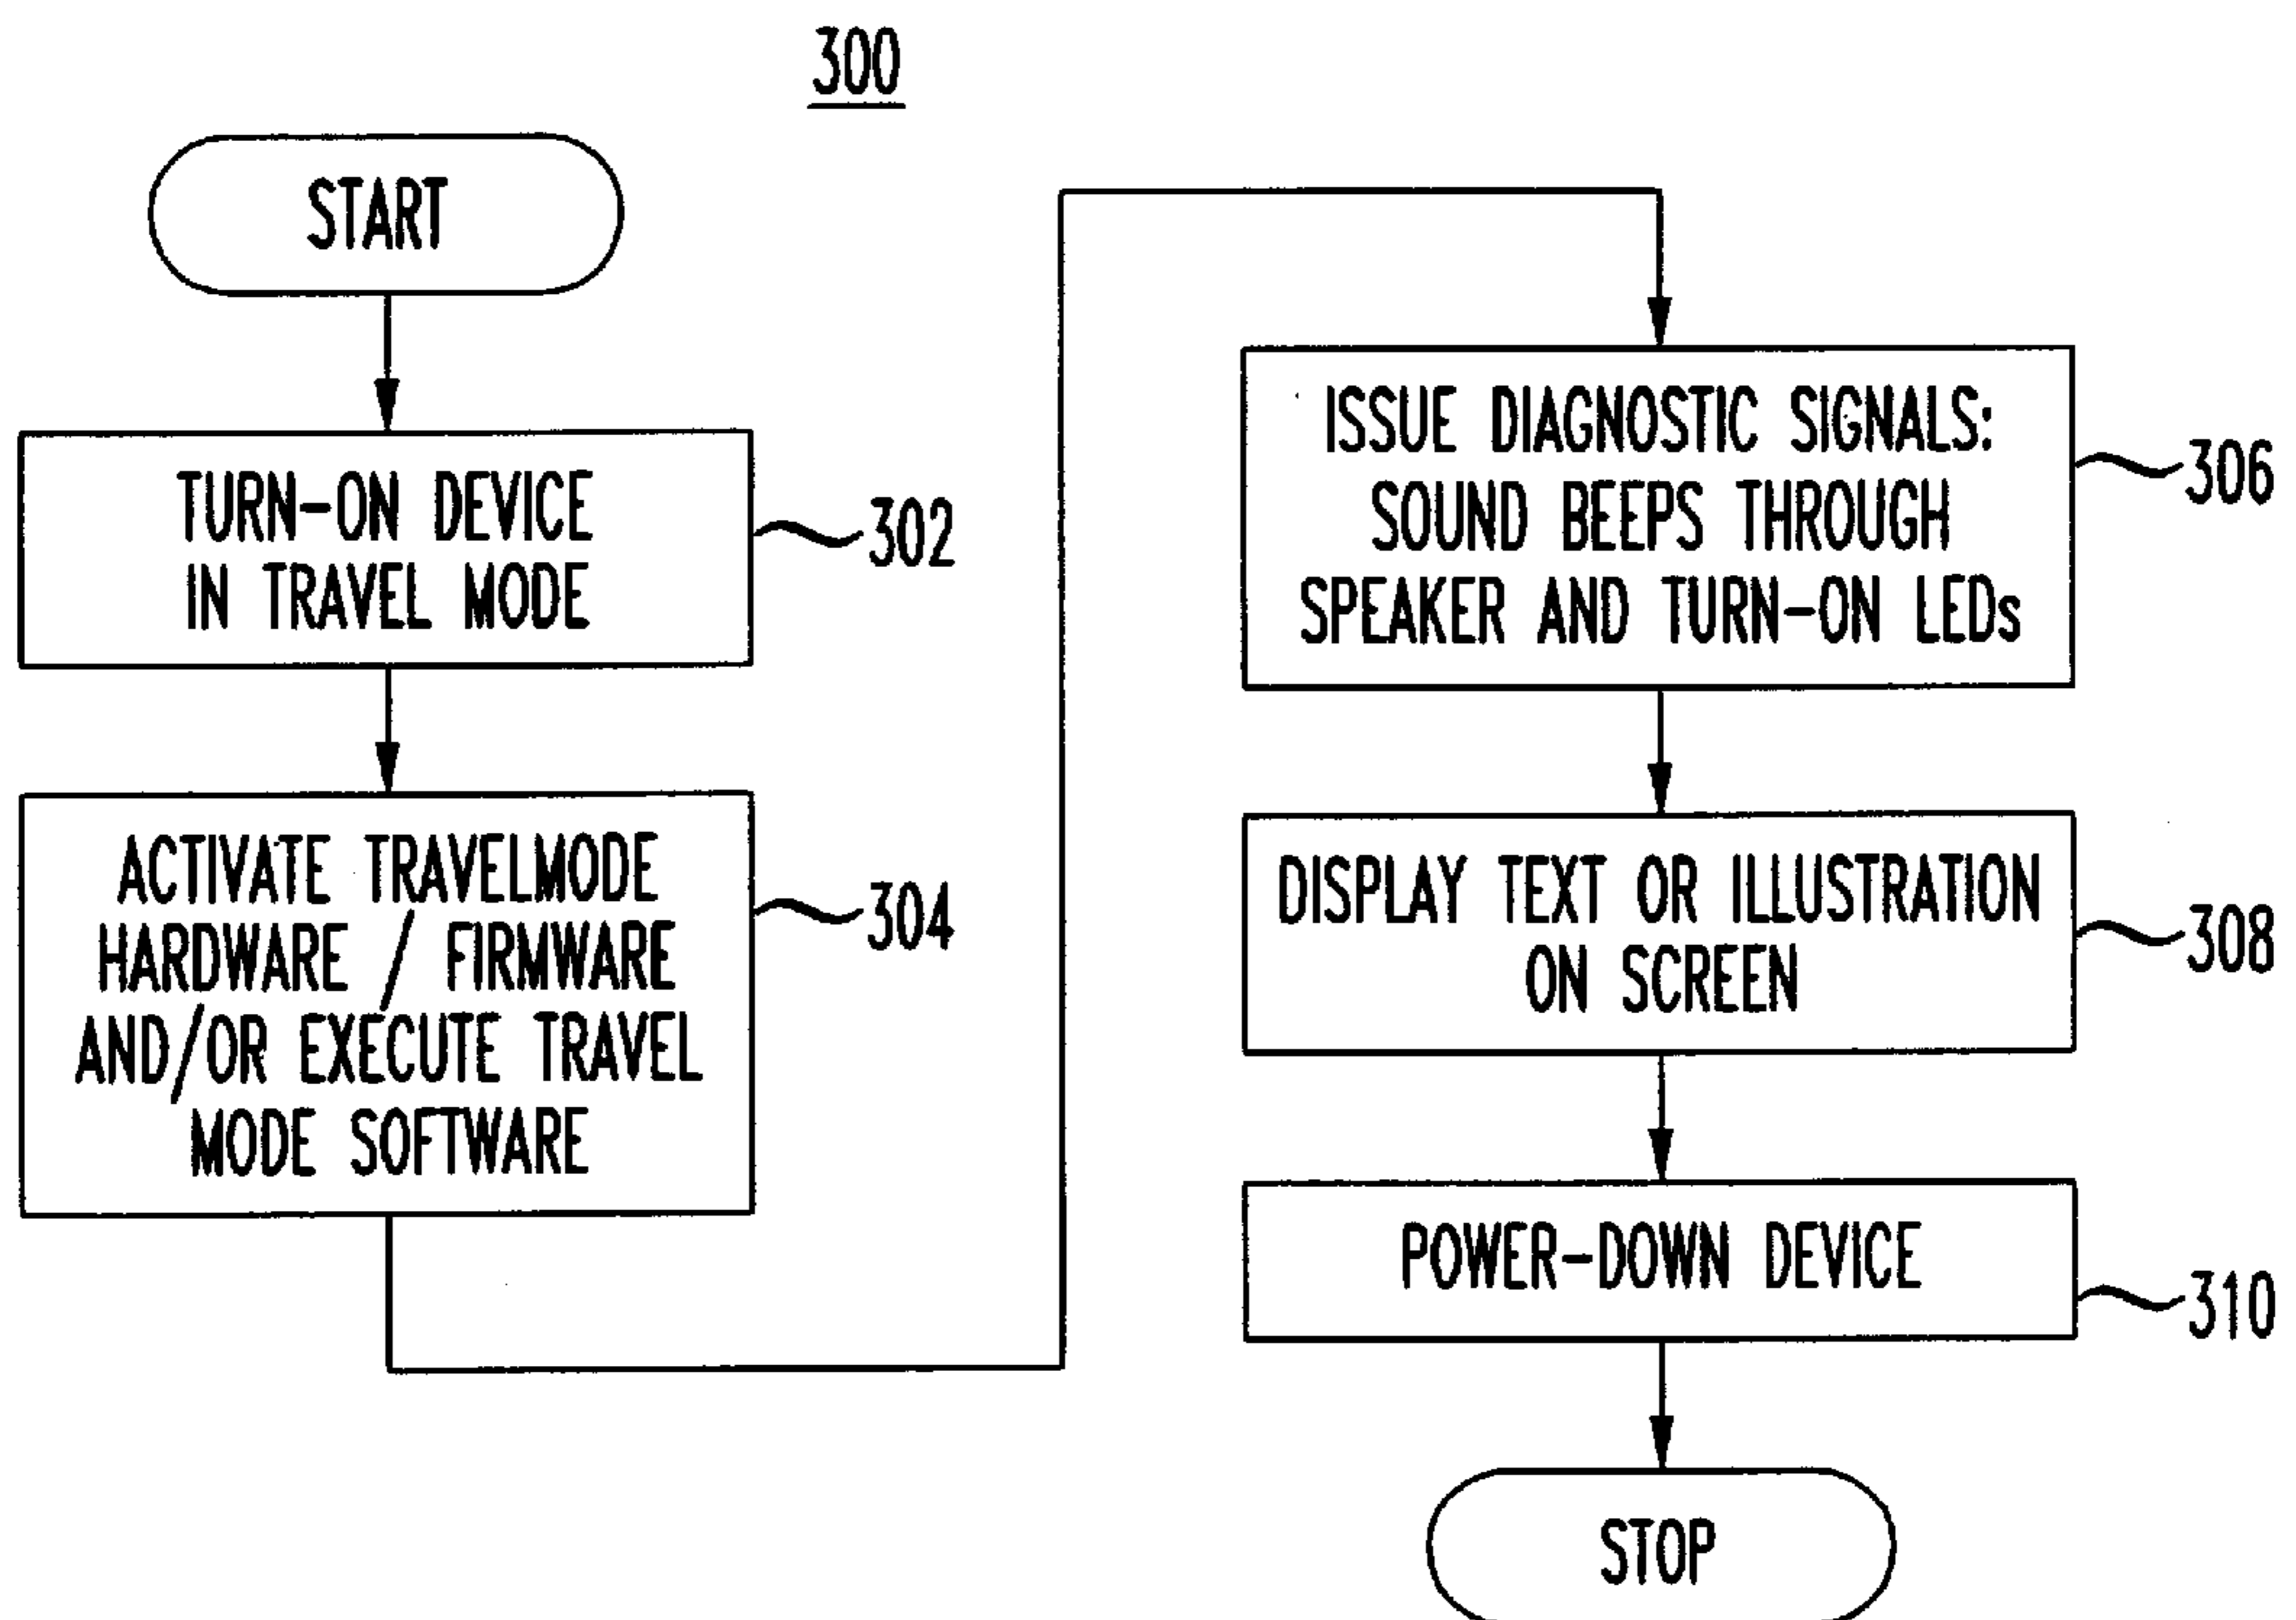 300
START
TURN-ON DEVICE
IN TRAVEL MODE
302
ACTIVATE TRAVELMODE
HARDWARE / FIRMWARE
AND/OR EXECUTE TRAVEL
MODE SOFTWARE
304
ISSUE DIAGNOSTIC SIGNALS:
SOUND BEEPS THROUGH
SPEAKER AND TURN-ON LEDs
306
DISPLAY TEXT OR ILLUSTRATION
ON SCREEN
308
POWER-DOWN DEVICE
310
STOP